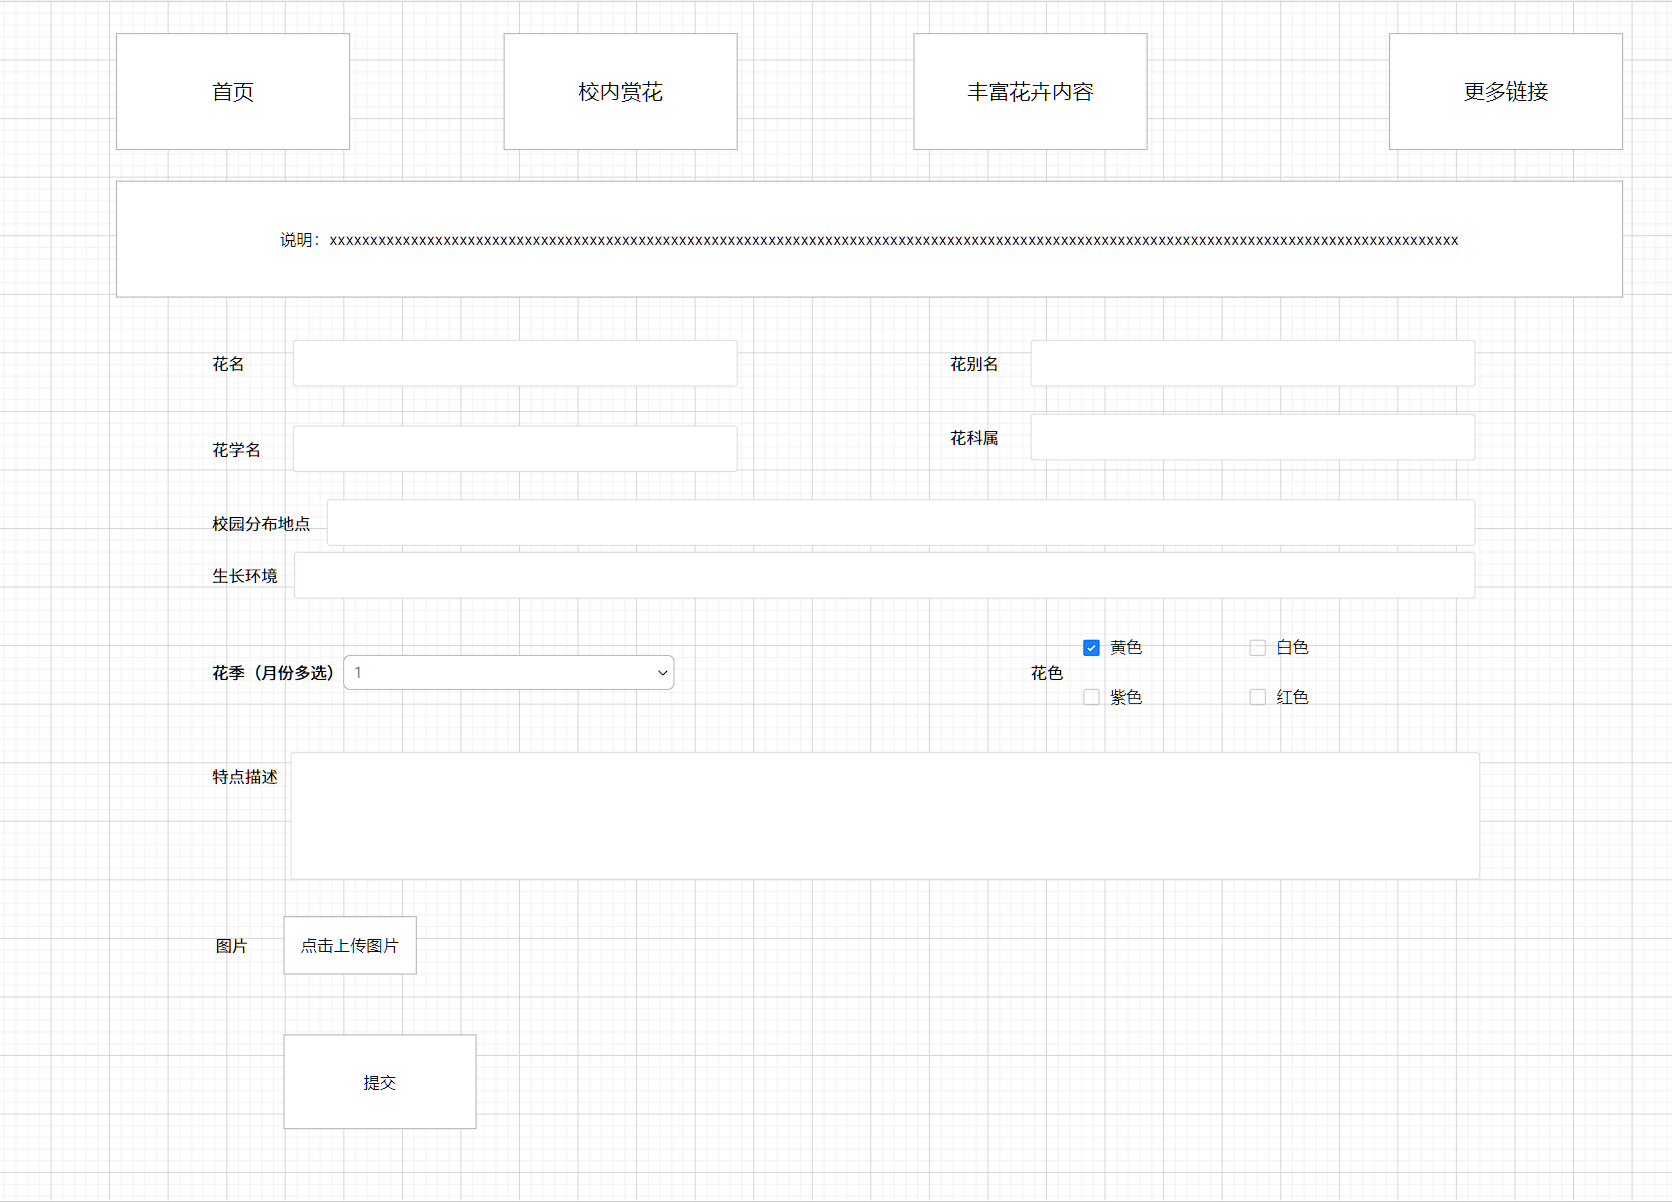 首页
校内赏花
丰富花卉内容
更多链接
说明：xxxxxxxxxxxxxxxxxxxxxxxxxxxxxxxxxxxxxxxxxxxxxxxxxxxxxxxxxxxxxxxxxxxxxxxxxxxxxxxxxxxxxxxxxxxxxxxxxxxxxxxxxxxxxxxxxxxxxxxxxxxxxxxxxxxxxxxxxxx
花名
花别名
花学名
花科属
校园分布地点
生长环境
黄色
白色
花季（月份多选）
1
花色
紫色
红色
特点描述
图片
点击上传图片
提交